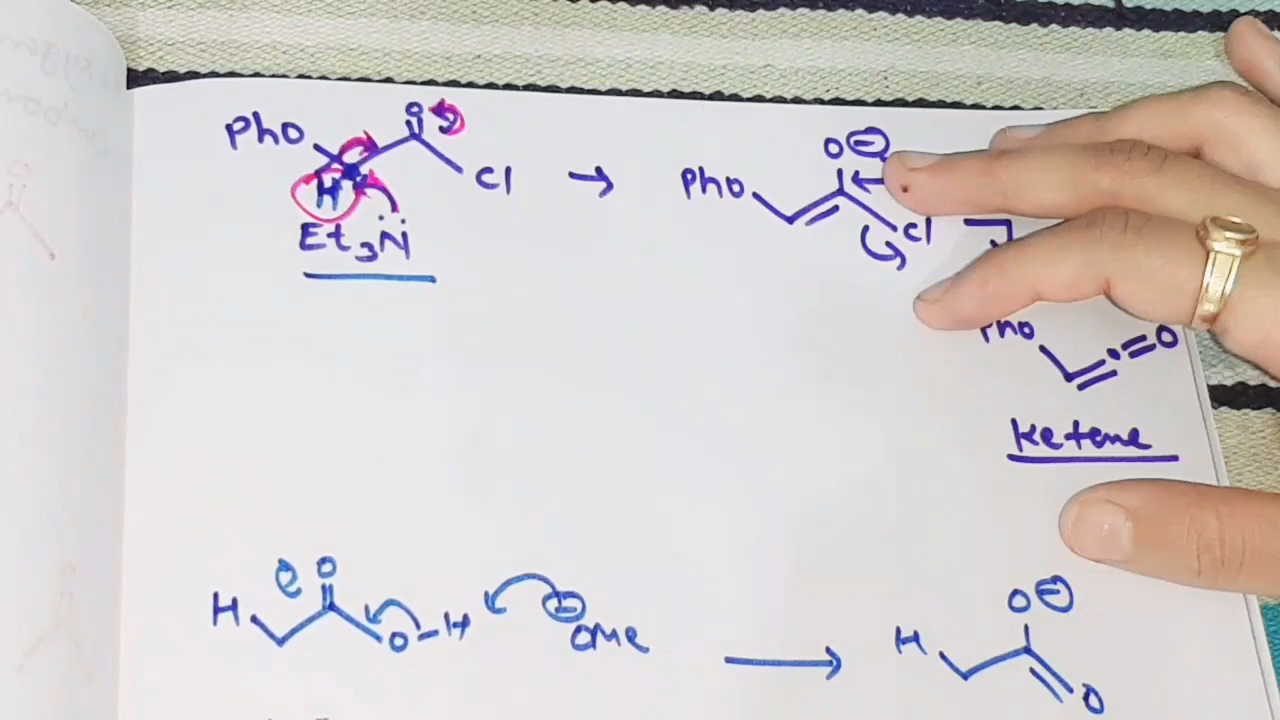 PhO O Cl → PhO O ⊖ Cl
H
Et₃N̈
PhO O
Ketene
H O O-H ⊖OMe → H O ⊖ O